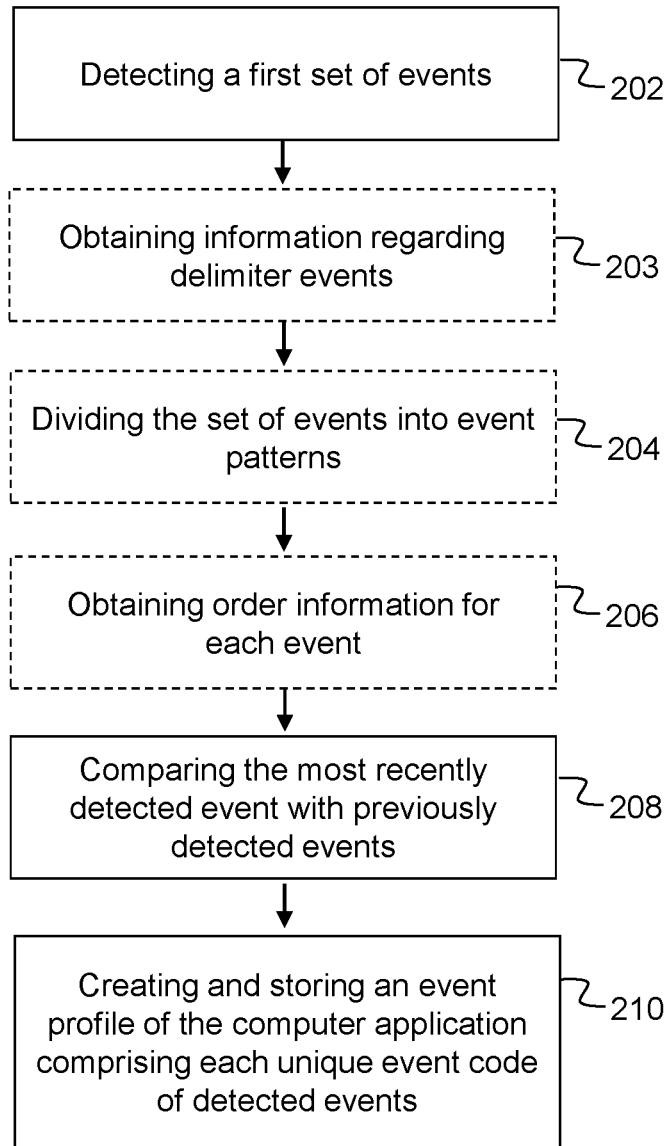 Detecting a first set of events
202
Obtaining information regarding
delimiter events
203
Dividing the set of events into event
patterns
204
Obtaining order information for
each event
206
Comparing the most recently
detected event with previously
detected events
208
Creating and storing an event
profile of the computer application
comprising each unique event code
of detected events
210